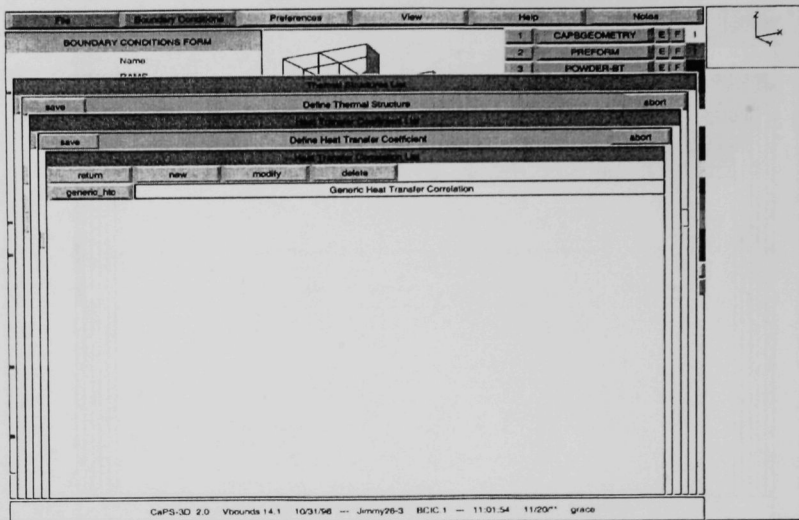 File Boundary Conditions Preferences View Help Notes
BOUNDARY CONDITIONS FORM
Name
1 CAPSGEOMETRY E F 1
2 PREFORM E F
3 POWDER-BT E F
Z
X
Y
Thermal Structures List
save Define Thermal Structure abort
Heat Transfer Coefficient List
save Define Heat Transfer Coefficient abort
Heat Transfer Correlation List
return new modify delete
generic_htc Generic Heat Transfer Correlation
CaPS-3D 2.0 Vbounds 14.1 10/31/96 --- Jimmy26-3 BCIC.1 --- 11:01:54 grace